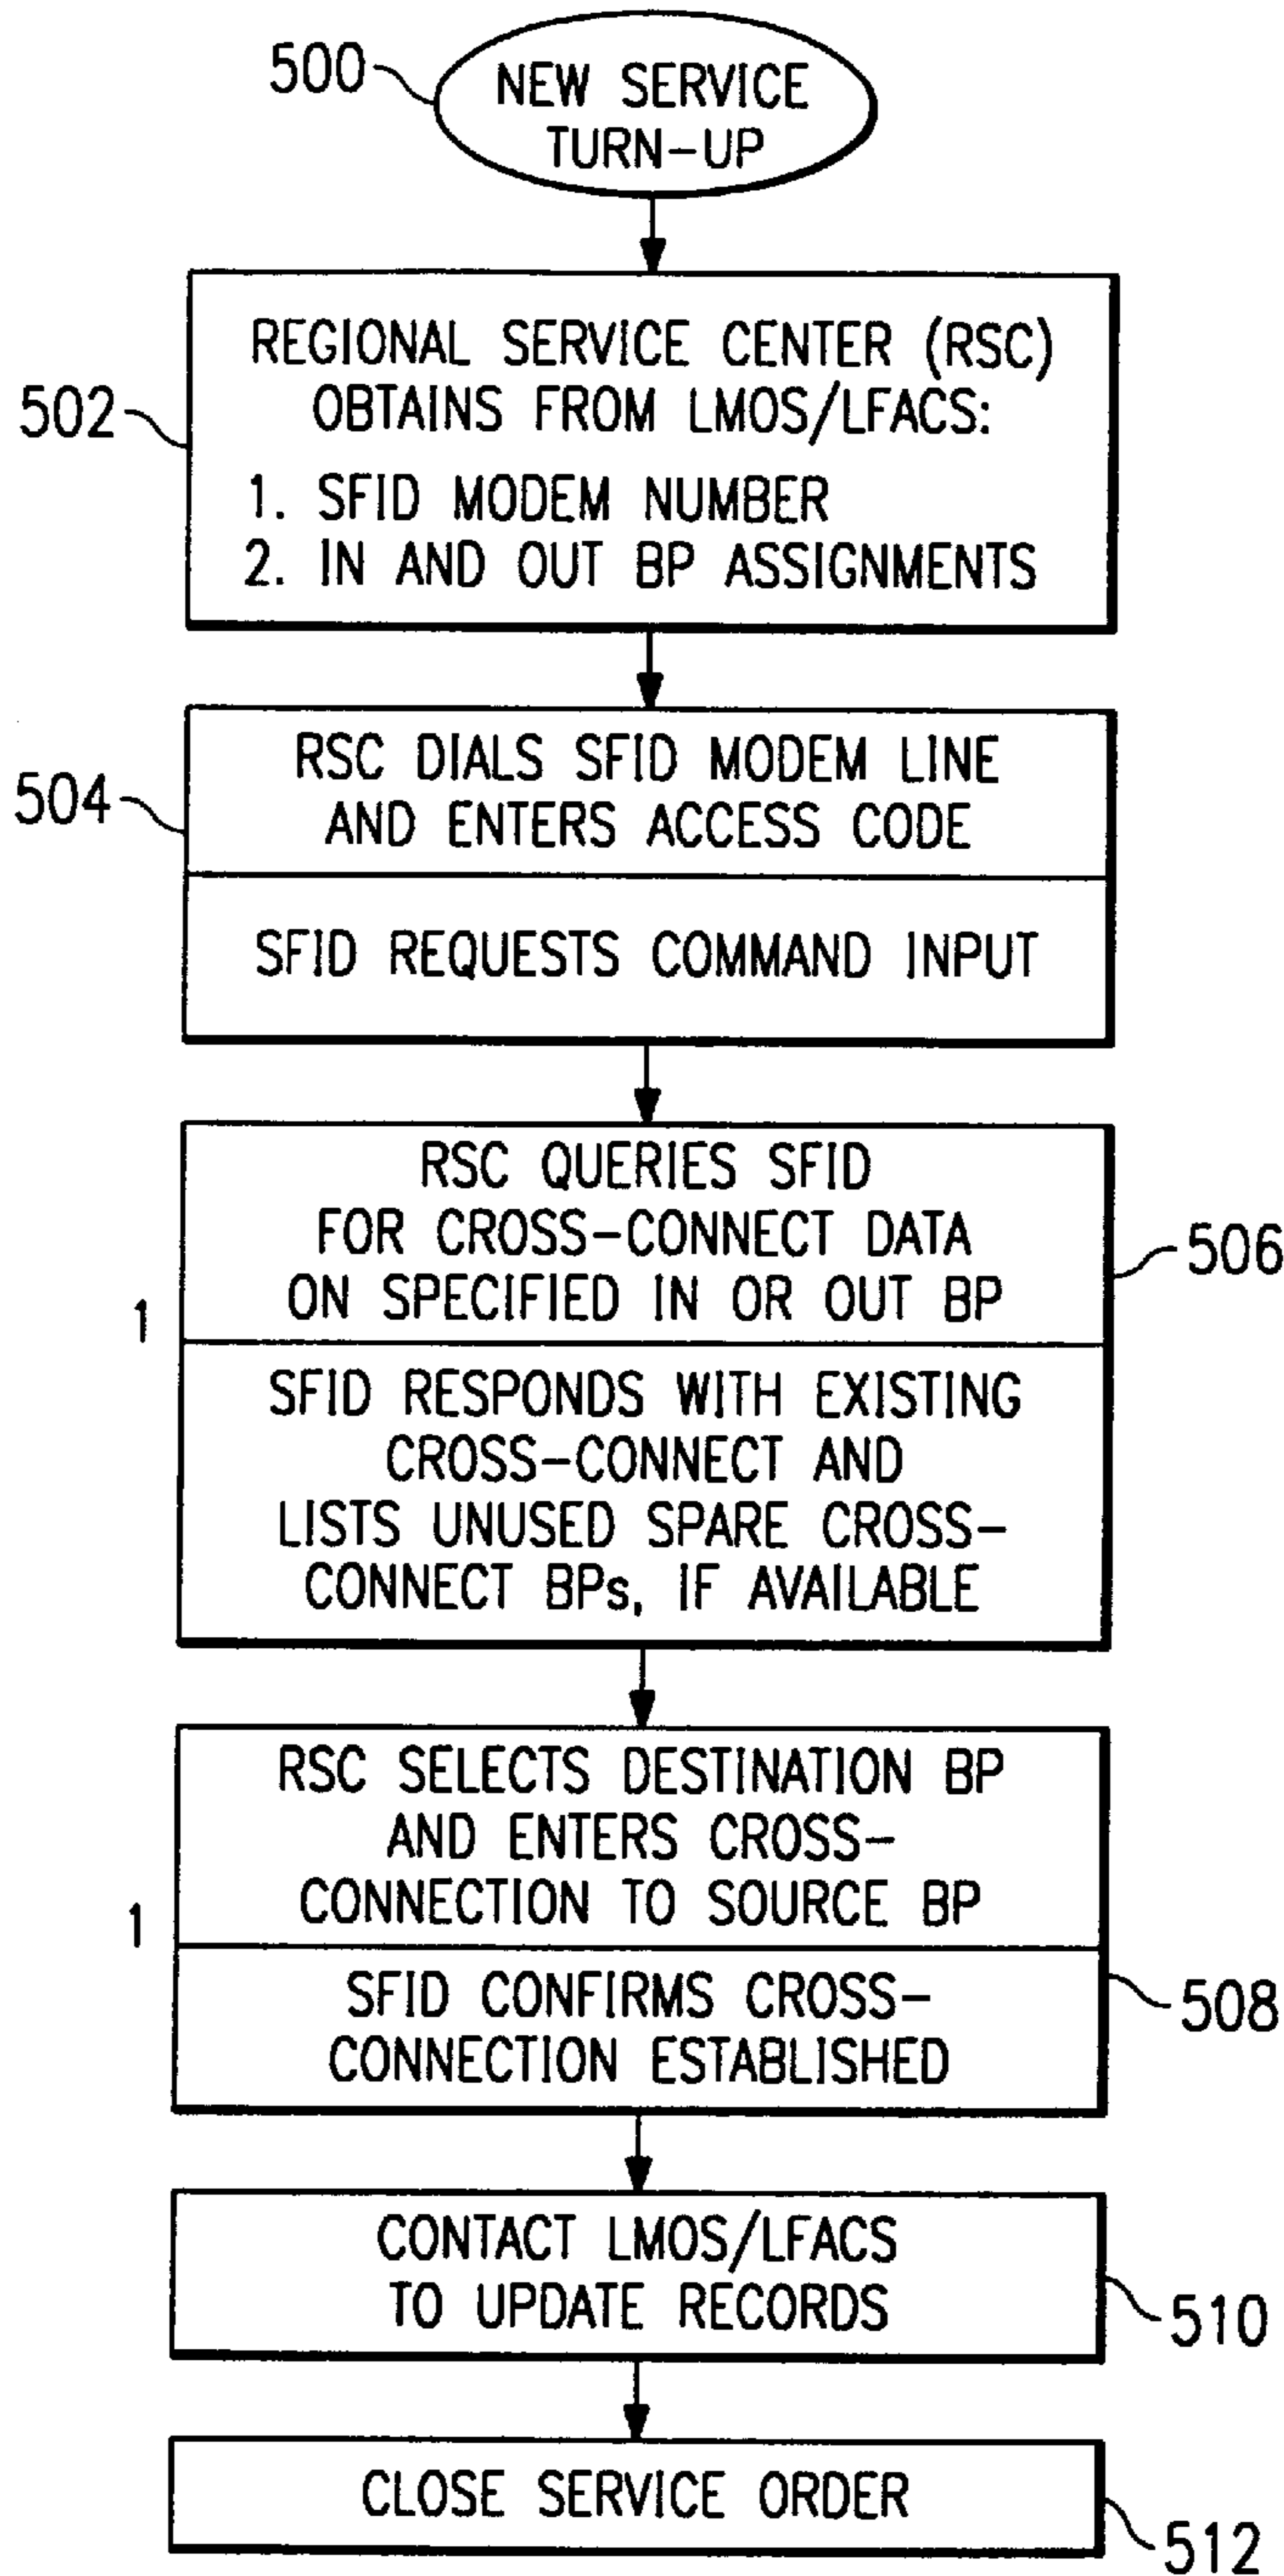 500
NEW SERVICE
TURN-UP
REGIONAL SERVICE CENTER (RSC)
OBTAINS FROM LMOS/LFACS:
502
1. SFID MODEM NUMBER
2. IN AND OUT BP ASSIGNMENTS
RSC DIALS SFID MODEM LINE
AND ENTERS ACCESS CODE
504
SFID REQUESTS COMMAND INPUT
RSC QUERIES SFID
FOR CROSS-CONNECT DATA
ON SPECIFIED IN OR OUT BP
506
1
SFID RESPONDS WITH EXISTING
CROSS-CONNECT AND
LISTS UNUSED SPARE CROSS-
CONNECT BPs, IF AVAILABLE
RSC SELECTS DESTINATION BP
AND ENTERS CROSS-
CONNECTION TO SOURCE BP
1
SFID CONFIRMS CROSS-
CONNECTION ESTABLISHED
508
CONTACT LMOS/LFACS
TO UPDATE RECORDS
510
CLOSE SERVICE ORDER
512